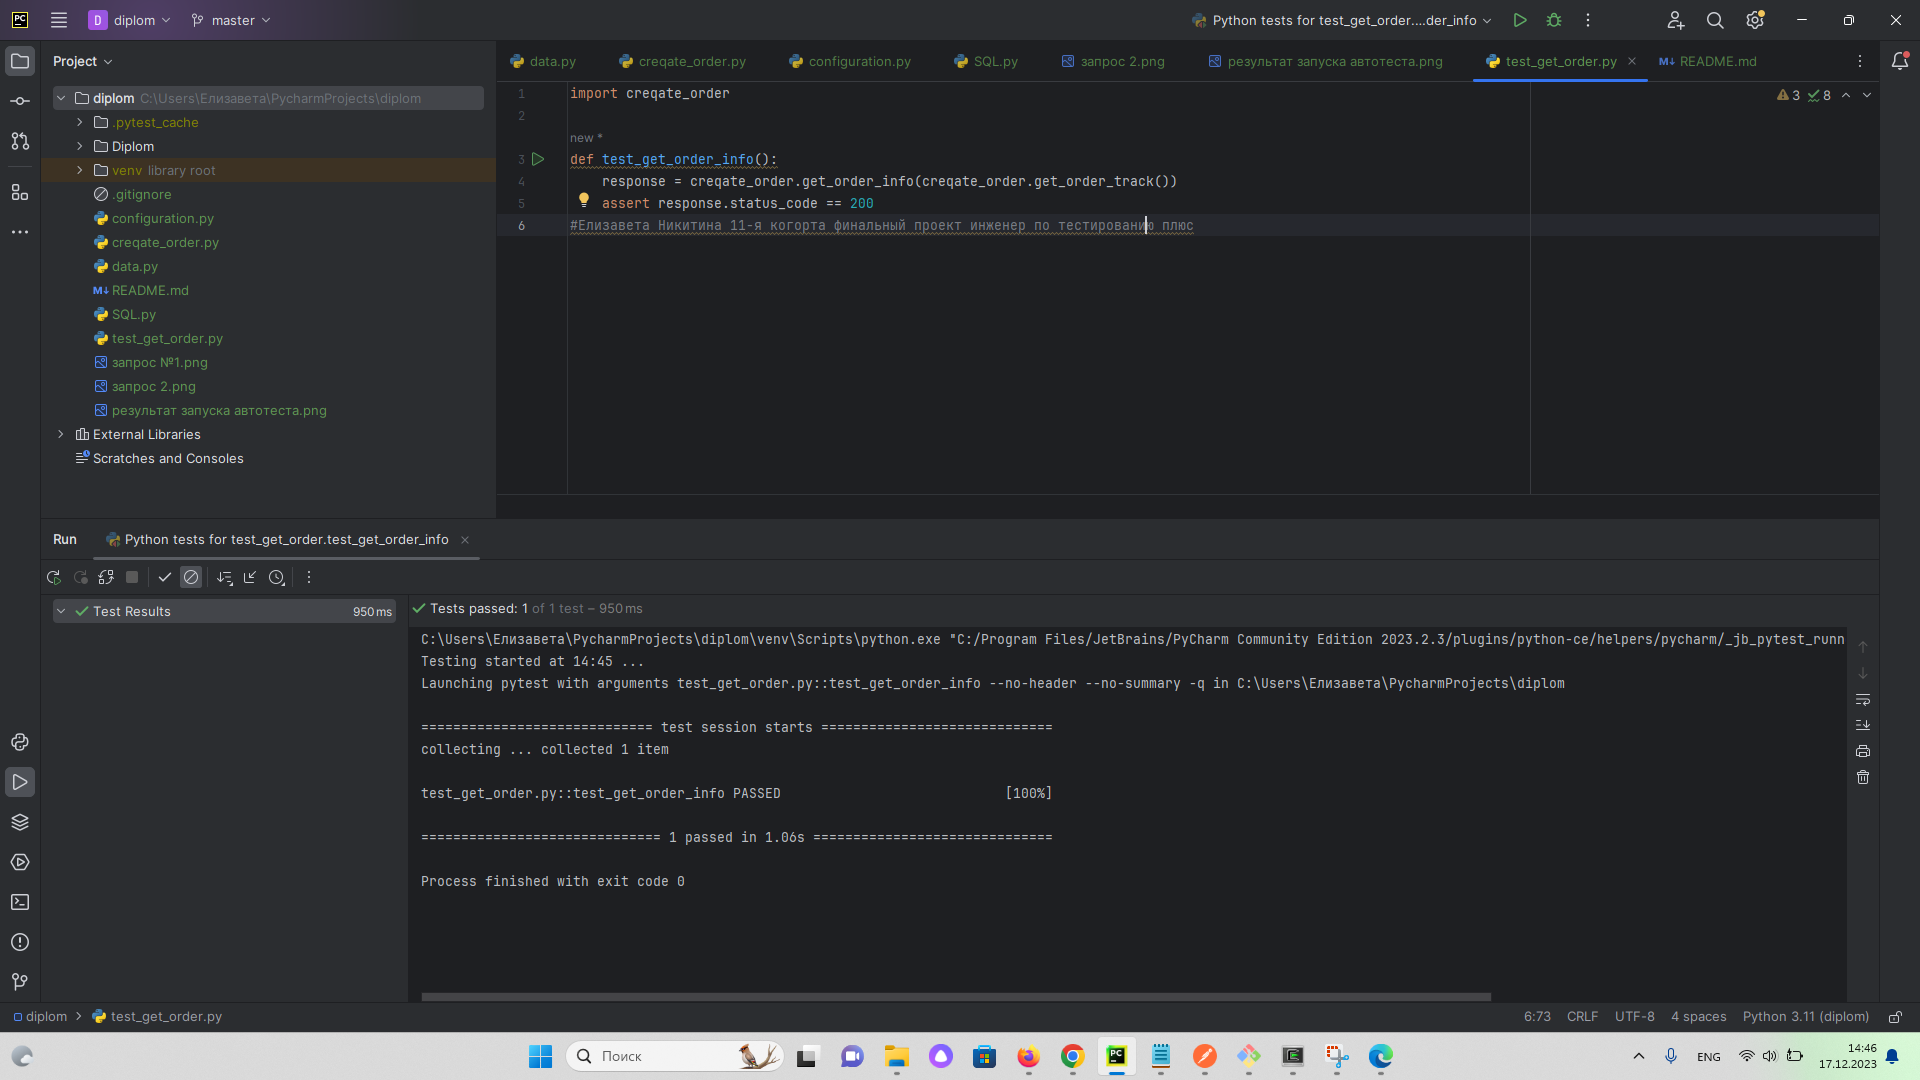 PC
D diplom
master
Python tests for test_get_order....der_info
Project
data.py
creqate_order.py
configuration.py
SQL.py
запрос 2.png
результат запуска автотеста.png
test_get_order.py
M↓ README.md
diplom C:\Users\Елизавета\PycharmProjects\diplom
.pytest_cache
Diplom
venv library root
.gitignore
configuration.py
creqate_order.py
data.py
M↓ README.md
SQL.py
test_get_order.py
запрос №1.png
запрос 2.png
результат запуска автотеста.png
External Libraries
Scratches and Consoles
3 8
1 import creqate_order
2
new *
3 def test_get_order_info():
4 response = creqate_order.get_order_info(creqate_order.get_order_track())
5 assert response.status_code == 200
6 #Елизавета Никитина 11-я когорта финальный проект инженер по тестированию плюс
Run
Python tests for test_get_order.test_get_order_info
Test Results 950 ms
Tests passed: 1 of 1 test – 950 ms
C:\Users\Елизавета\PycharmProjects\diplom\venv\Scripts\python.exe "C:/Program Files/JetBrains/PyCharm Community Edition 2023.2.3/plugins/python-ce/helpers/pycharm/_jb_pytest_runn
Testing started at 14:45 ...
Launching pytest with arguments test_get_order.py::test_get_order_info --no-header --no-summary -q in C:\Users\Елизавета\PycharmProjects\diplom
============================= test session starts =============================
collecting ... collected 1 item
test_get_order.py::test_get_order_info PASSED [100%]
============================== 1 passed in 1.06s ==============================
Process finished with exit code 0
diplom
test_get_order.py
6:73
CRLF
UTF-8
4 spaces
Python 3.11 (diplom)
Поиск
PC
ENG
14:46
17.12.2023